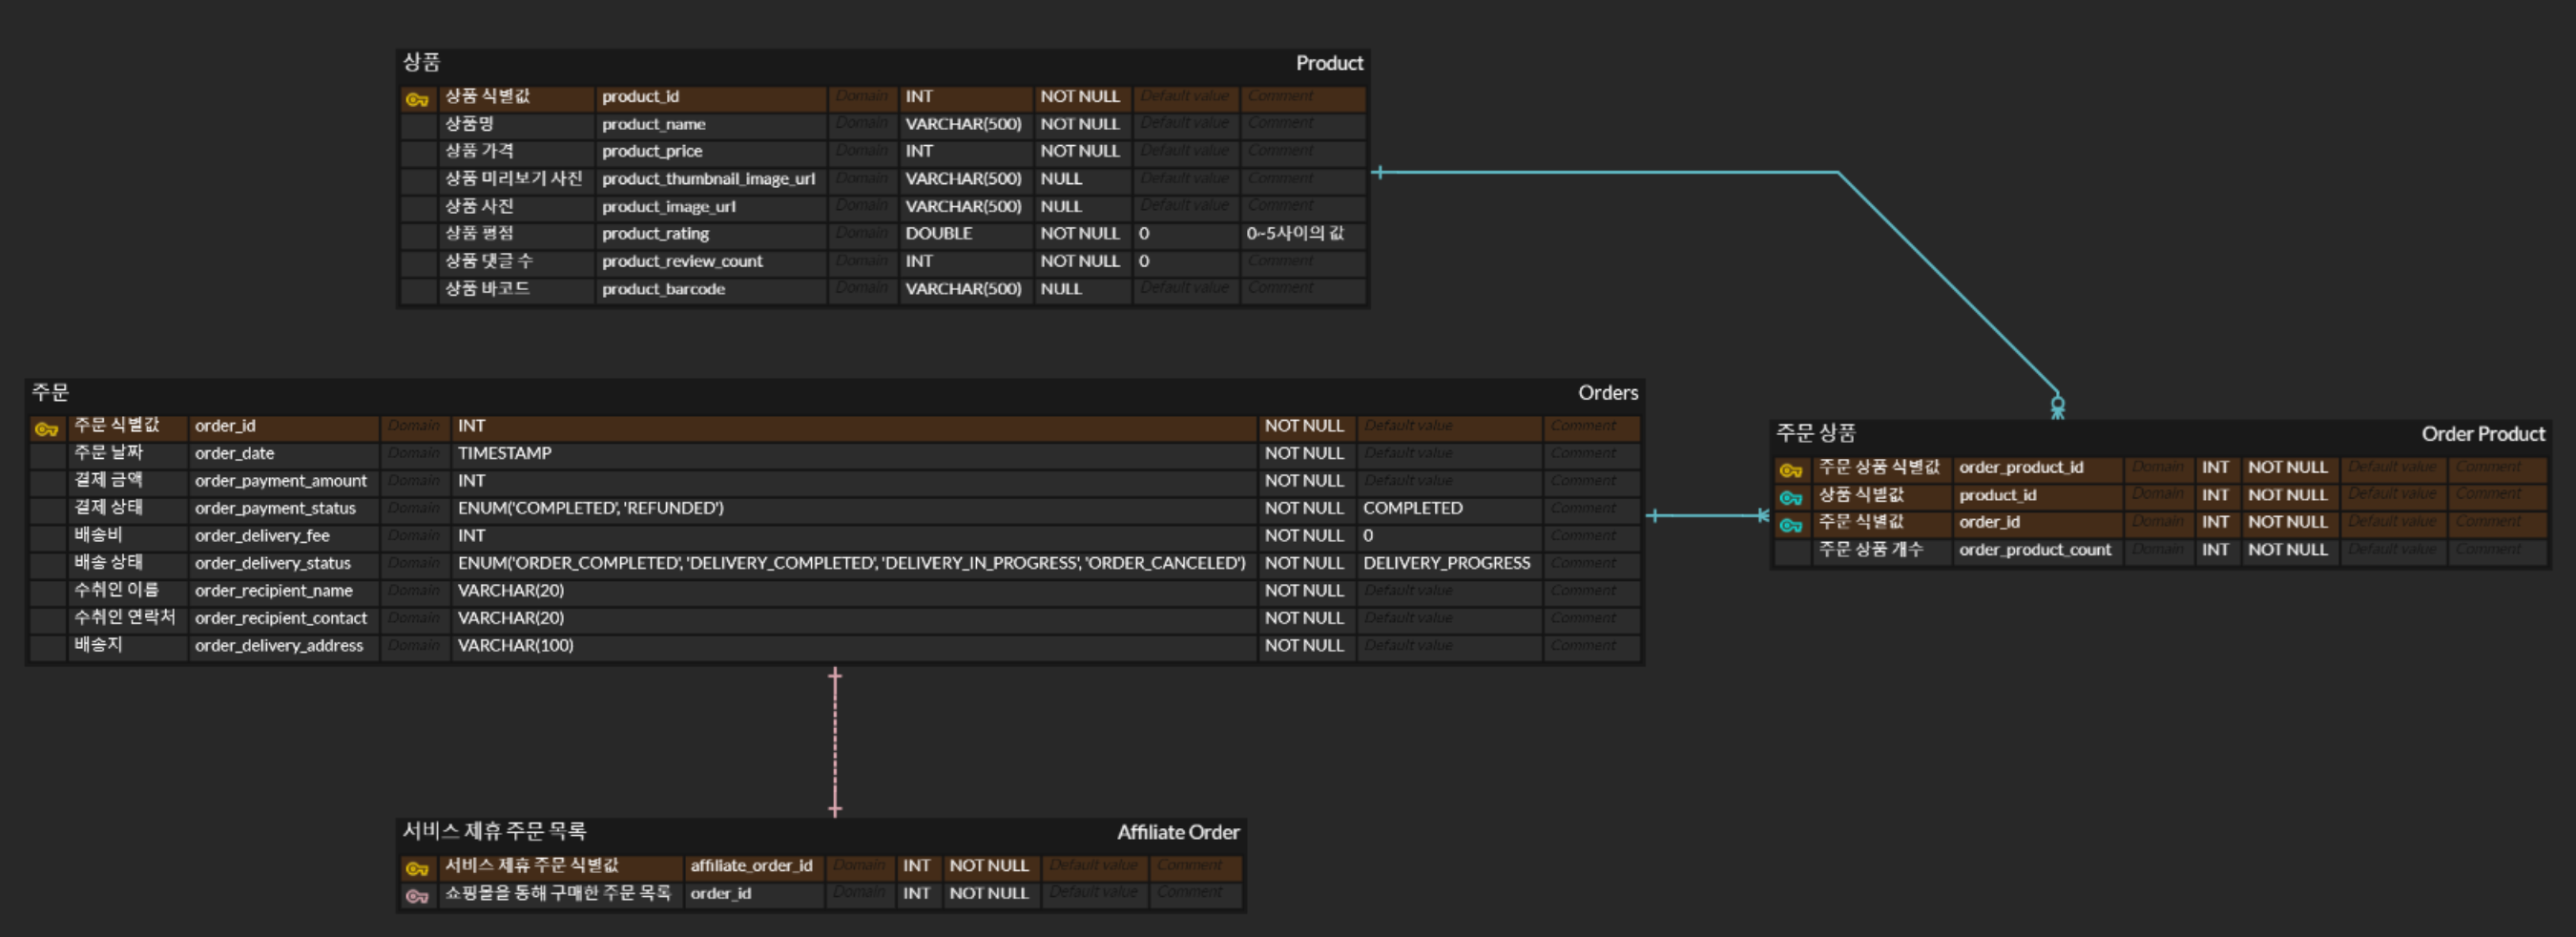 상품 Product
상품 식별값 product_id Domain INT NOT NULL Default value Comment
상품명 product_name Domain VARCHAR(500) NOT NULL Default value Comment
상품 가격 product_price Domain INT NOT NULL Default value Comment
상품 미리보기 사진 product_thumbnail_image_url Domain VARCHAR(500) NULL Default value Comment
상품 사진 product_image_url Domain VARCHAR(500) NULL Default value Comment
상품 평점 product_rating Domain DOUBLE NOT NULL 0 0~5사이의 값
상품 댓글 수 product_review_count Domain INT NOT NULL 0 Comment
상품 바코드 product_barcode Domain VARCHAR(500) NULL Default value Comment
주문 Orders
주문 식별값 order_id Domain INT NOT NULL Default value Comment
주문 날짜 order_date Domain TIMESTAMP NOT NULL Default value Comment
결제 금액 order_payment_amount Domain INT NOT NULL Default value Comment
결제 상태 order_payment_status Domain ENUM('COMPLETED', 'REFUNDED') NOT NULL COMPLETED Comment
배송비 order_delivery_fee Domain INT NOT NULL 0 Comment
배송 상태 order_delivery_status Domain ENUM('ORDER_COMPLETED', 'DELIVERY_COMPLETED', 'DELIVERY_IN_PROGRESS', 'ORDER_CANCELED') NOT NULL DELIVERY_PROGRESS Comment
수취인 이름 order_recipient_name Domain VARCHAR(20) NOT NULL Default value Comment
수취인 연락처 order_recipient_contact Domain VARCHAR(20) NOT NULL Default value Comment
배송지 order_delivery_address Domain VARCHAR(100) NOT NULL Default value Comment
주문 상품 Order Product
주문 상품 식별값 order_product_id Domain INT NOT NULL Default value Comment
상품 식별값 product_id Domain INT NOT NULL Default value Comment
주문 식별값 order_id Domain INT NOT NULL Default value Comment
주문 상품 개수 order_product_count Domain INT NOT NULL Default value Comment
서비스 제휴 주문 목록 Affiliate Order
서비스 제휴 주문 식별값 affiliate_order_id Domain INT NOT NULL Default value Comment
쇼핑몰을 통해 구매한 주문 목록 order_id Domain INT NOT NULL Default value Comment